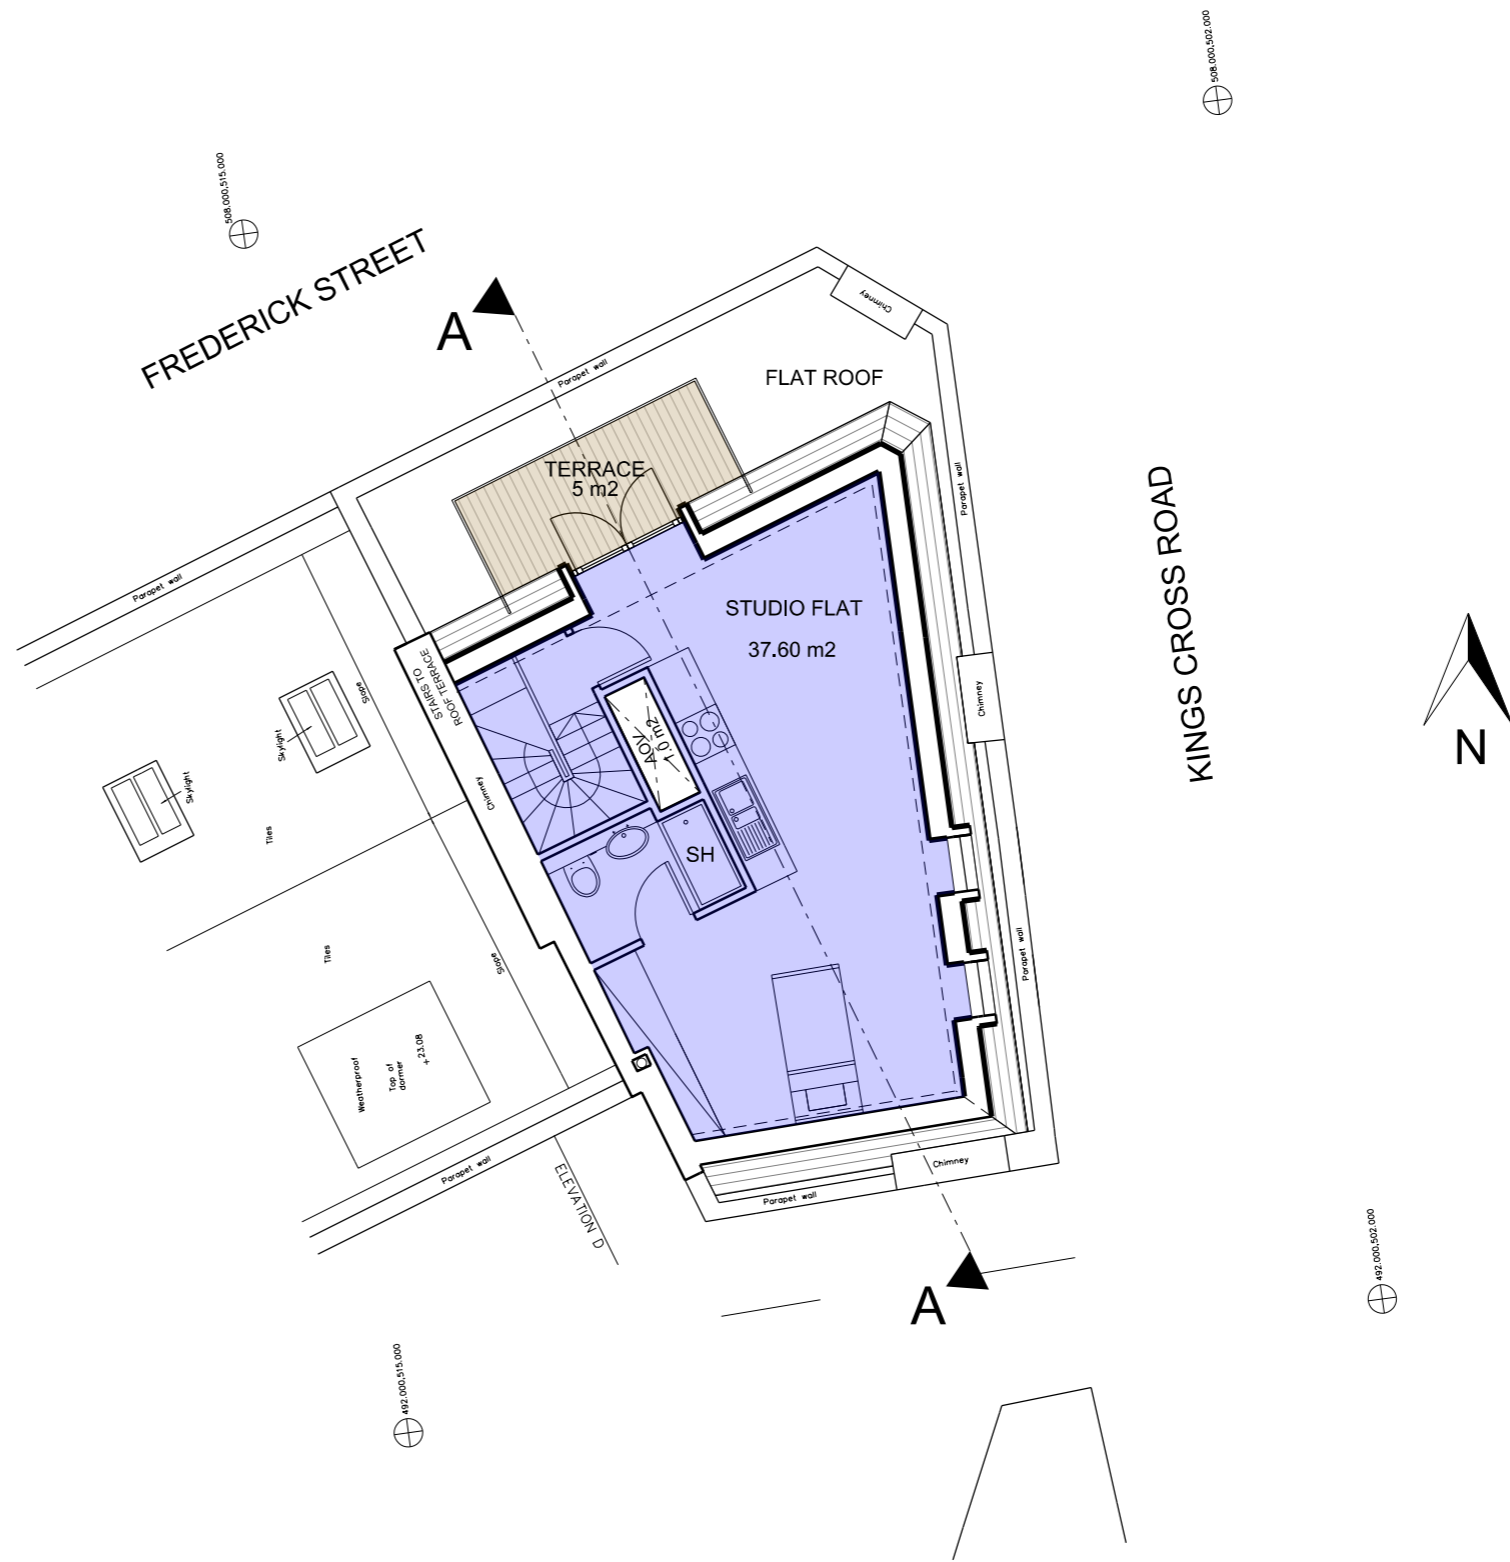 508.000,502.000
508.000,515.000
FREDERICK STREET
A
Chimney
Parapet wall
FLAT ROOF
TERRACE
5 m2
Parapet wall
KINGS CROSS ROAD
Parapet wall
STUDIO FLAT
37.60 m2
STAIRS TO
ROOF TERRACE
Slope
Skylight
Chimney
N
AOV
1.0 m2
Skylight
Chimney
Tiles
SH
Tiles
Slope
Parapet wall
Weatherproof
Top of
dormer
+23.08
Parapet wall
Chimney
Parapet wall
ELEVATION D
A
492.000,502.000
492.000,515.000